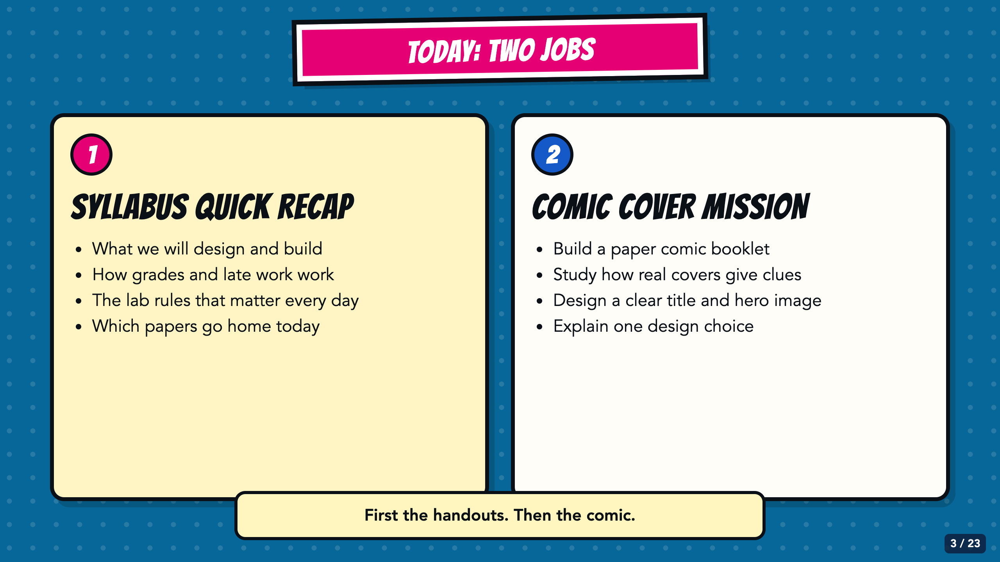 TODAY: TWO JOBS
1
SYLLABUS QUICK RECAP
• What we will design and build
• How grades and late work work
• The lab rules that matter every day
• Which papers go home today
2
COMIC COVER MISSION
• Build a paper comic booklet
• Study how real covers give clues
• Design a clear title and hero image
• Explain one design choice
First the handouts. Then the comic.
3 / 23